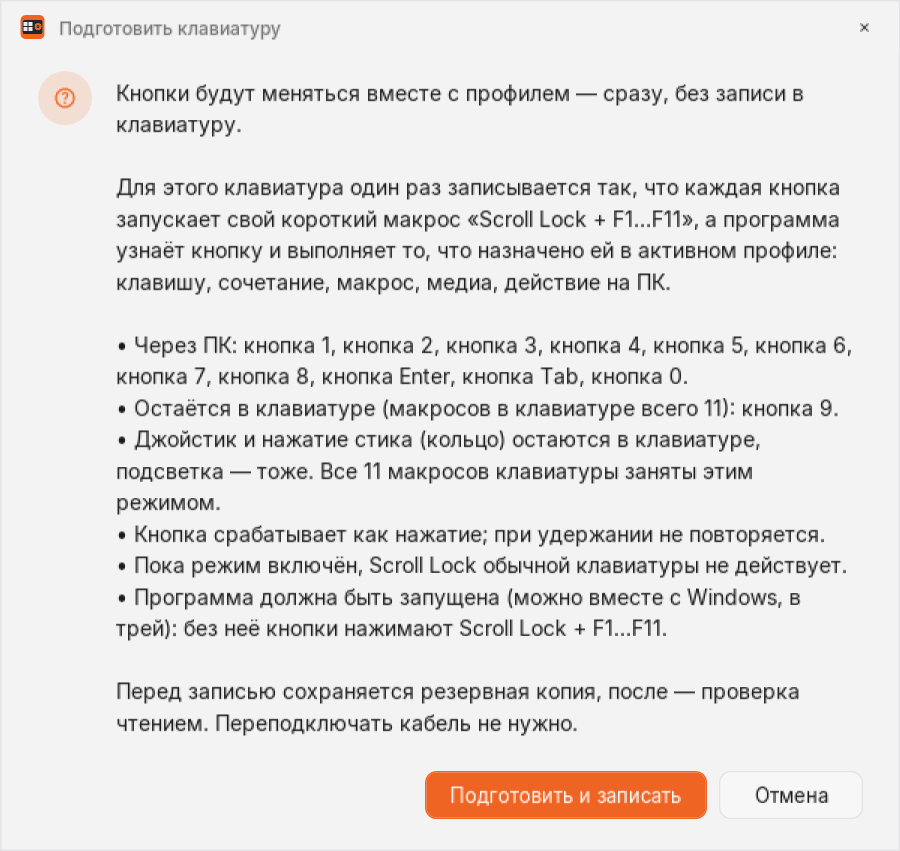 Подготовить клавиатуру
Кнопки будут меняться вместе с профилем — сразу, без записи в
клавиатуру.
Для этого клавиатура один раз записывается так, что каждая кнопка
запускает свой короткий макрос «Scroll Lock + F1…F11», а программа
узнаёт кнопку и выполняет то, что назначено ей в активном профиле:
клавишу, сочетание, макрос, медиа, действие на ПК.
• Через ПК: кнопка 1, кнопка 2, кнопка 3, кнопка 4, кнопка 5, кнопка 6,
кнопка 7, кнопка 8, кнопка Enter, кнопка Tab, кнопка 0.
• Остаётся в клавиатуре (макросов в клавиатуре всего 11): кнопка 9.
• Джойстик и нажатие стика (кольцо) остаются в клавиатуре,
подсветка — тоже. Все 11 макросов клавиатуры заняты этим
режимом.
• Кнопка срабатывает как нажатие; при удержании не повторяется.
• Пока режим включён, Scroll Lock обычной клавиатуры не действует.
• Программа должна быть запущена (можно вместе с Windows, в
трей): без неё кнопки нажимают Scroll Lock + F1…F11.
Перед записью сохраняется резервная копия, после — проверка
чтением. Переподключать кабель не нужно.
Подготовить и записать
Отмена